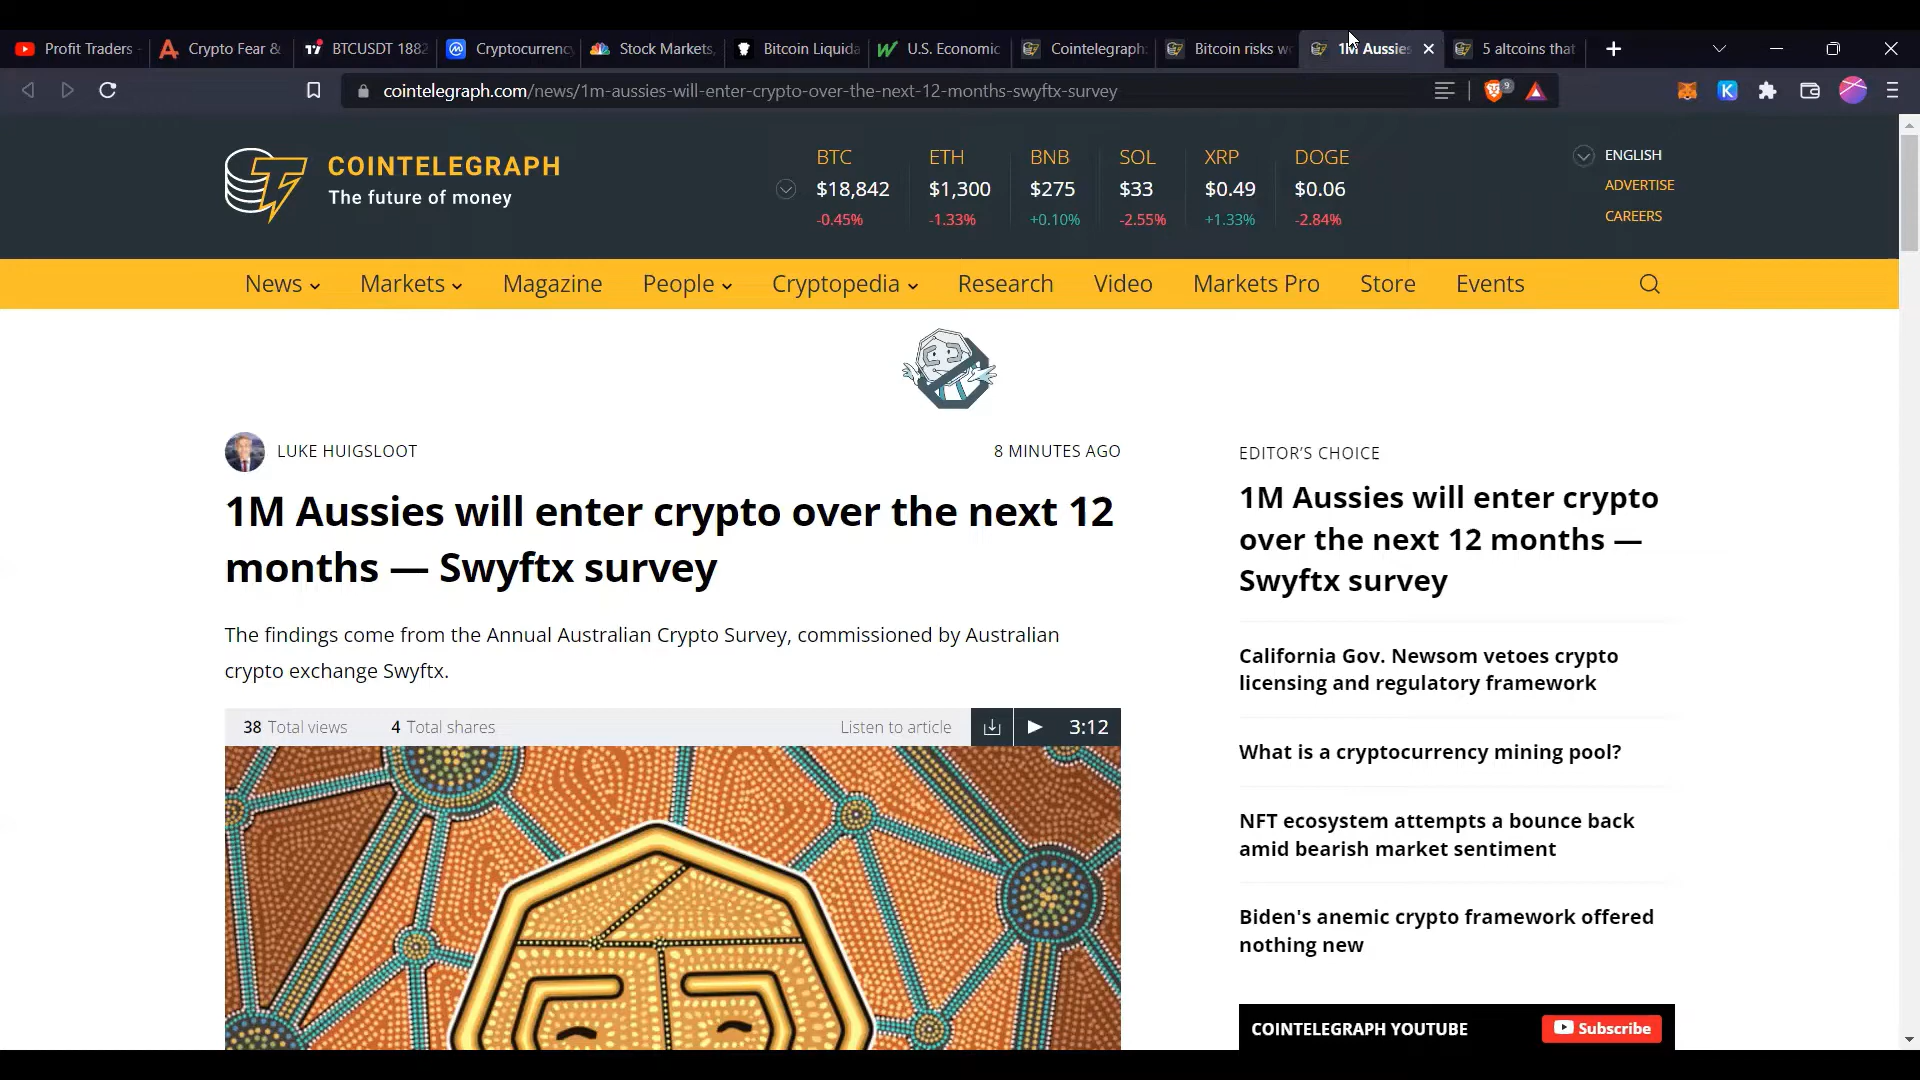 Profit Traders
Crypto Fear &
BTCUSDT 1882
Cryptocurrenc
Stock Markets,
Bitcoin Liquida
U.S. Economic
Cointelegraph:
Bitcoin risks w
1M Aussies
5 altcoins that
cointelegraph.com/news/1m-aussies-will-enter-crypto-over-the-next-12-months-swyftx-survey
9
K
COINTELEGRAPH
The future of money
BTC
$18,842
-0.45%
ETH
$1,300
-1.33%
BNB
$275
+0.10%
SOL
$33
-2.55%
XRP
$0.49
+1.33%
DOGE
$0.06
-2.84%
ENGLISH
ADVERTISE
CAREERS
News
Markets
Magazine
People
Cryptopedia
Research
Video
Markets Pro
Store
Events
LUKE HUIGSLOOT
8 MINUTES AGO
1M Aussies will enter crypto over the next 12
months — Swyftx survey
The findings come from the Annual Australian Crypto Survey, commissioned by Australian
crypto exchange Swyftx.
38 Total views
4 Total shares
Listen to article
3:12
EDITOR’S CHOICE
1M Aussies will enter crypto
over the next 12 months —
Swyftx survey
California Gov. Newsom vetoes crypto
licensing and regulatory framework
What is a cryptocurrency mining pool?
NFT ecosystem attempts a bounce back
amid bearish market sentiment
Biden's anemic crypto framework offered
nothing new
COINTELEGRAPH YOUTUBE
Subscribe